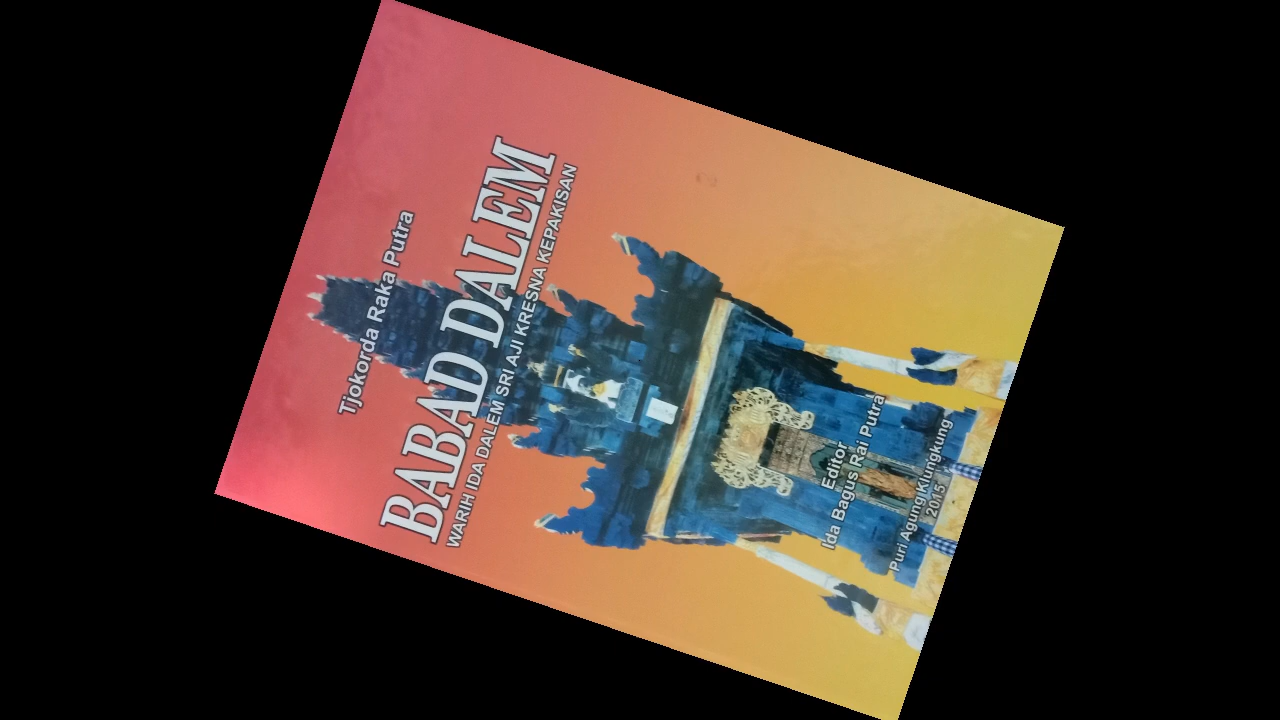 Tjokorda Raka Putra
BABAD DALEM
WARIH IDA DALEM SRI AJI KRESNA KEPAKISAN
Editor
Ida Bagus Rai Putra
Puri Agung Klungkung
2015